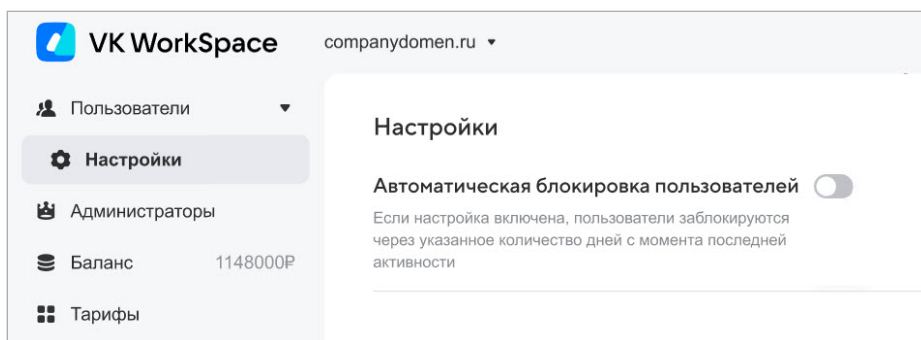 VK WorkSpace
companydomen.ru
Пользователи
Настройки
Администраторы
Баланс 1148000₽
Тарифы
Настройки
Автоматическая блокировка пользователей
Если настройка включена, пользователи заблокируются
через указанное количество дней с момента последней
активности